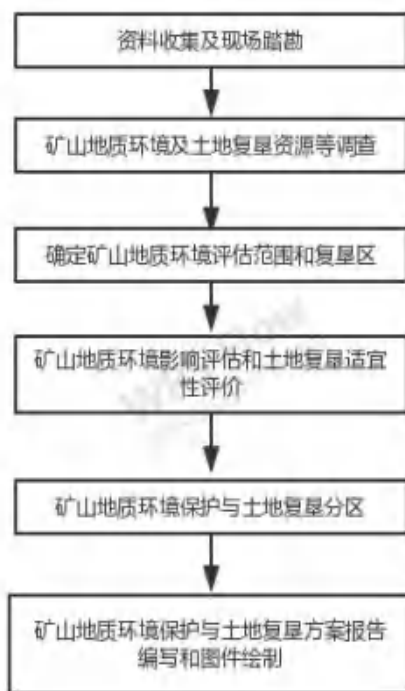 资料收集及现场踏勘
矿山地质环境及土地复垦资源等调查
确定矿山地质环境评估范围和复垦区
矿山地质环境影响评估和土地复垦适宜
性评价
矿山地质环境保护与土地复垦分区
矿山地质环境保护与土地复垦方案报告
编写和图件绘制